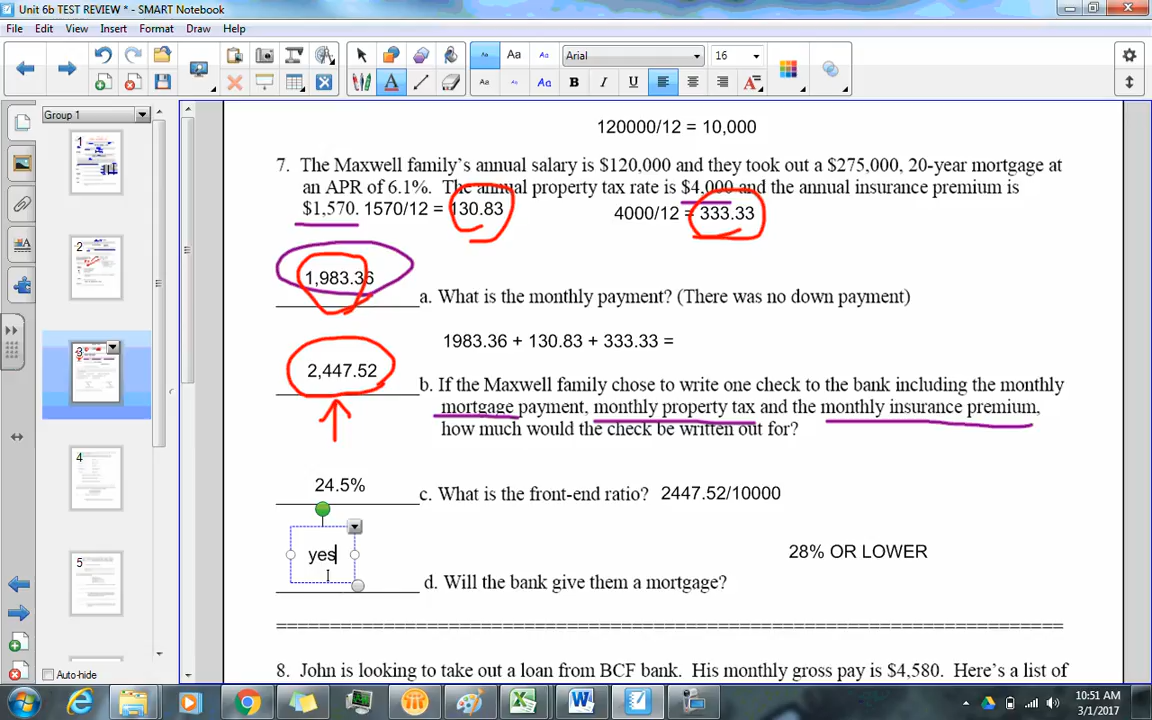 Unit 6b TEST REVIEW * - SMART Notebook
File Edit View Insert Format Draw Help
Arial 16
B I U
Group 1
1
2
3
4
5
Auto-hide
120000/12 = 10,000
7. The Maxwell family's annual salary is $120,000 and they took out a $275,000, 20-year mortgage at
an APR of 6.1%. The annual property tax rate is $4,000 and the annual insurance premium is
$1,570. 1570/12 = 130.83 4000/12 = 333.33
1,983.36
a. What is the monthly payment? (There was no down payment)
1983.36 + 130.83 + 333.33 =
2,447.52
b. If the Maxwell family chose to write one check to the bank including the monthly
mortgage payment, monthly property tax and the monthly insurance premium,
how much would the check be written out for?
24.5% c. What is the front-end ratio? 2447.52/10000
yes 28% OR LOWER
d. Will the bank give them a mortgage?
8. John is looking to take out a loan from BCF bank. His monthly gross pay is $4,580. Here's a list of
10:51 AM
3/1/2017